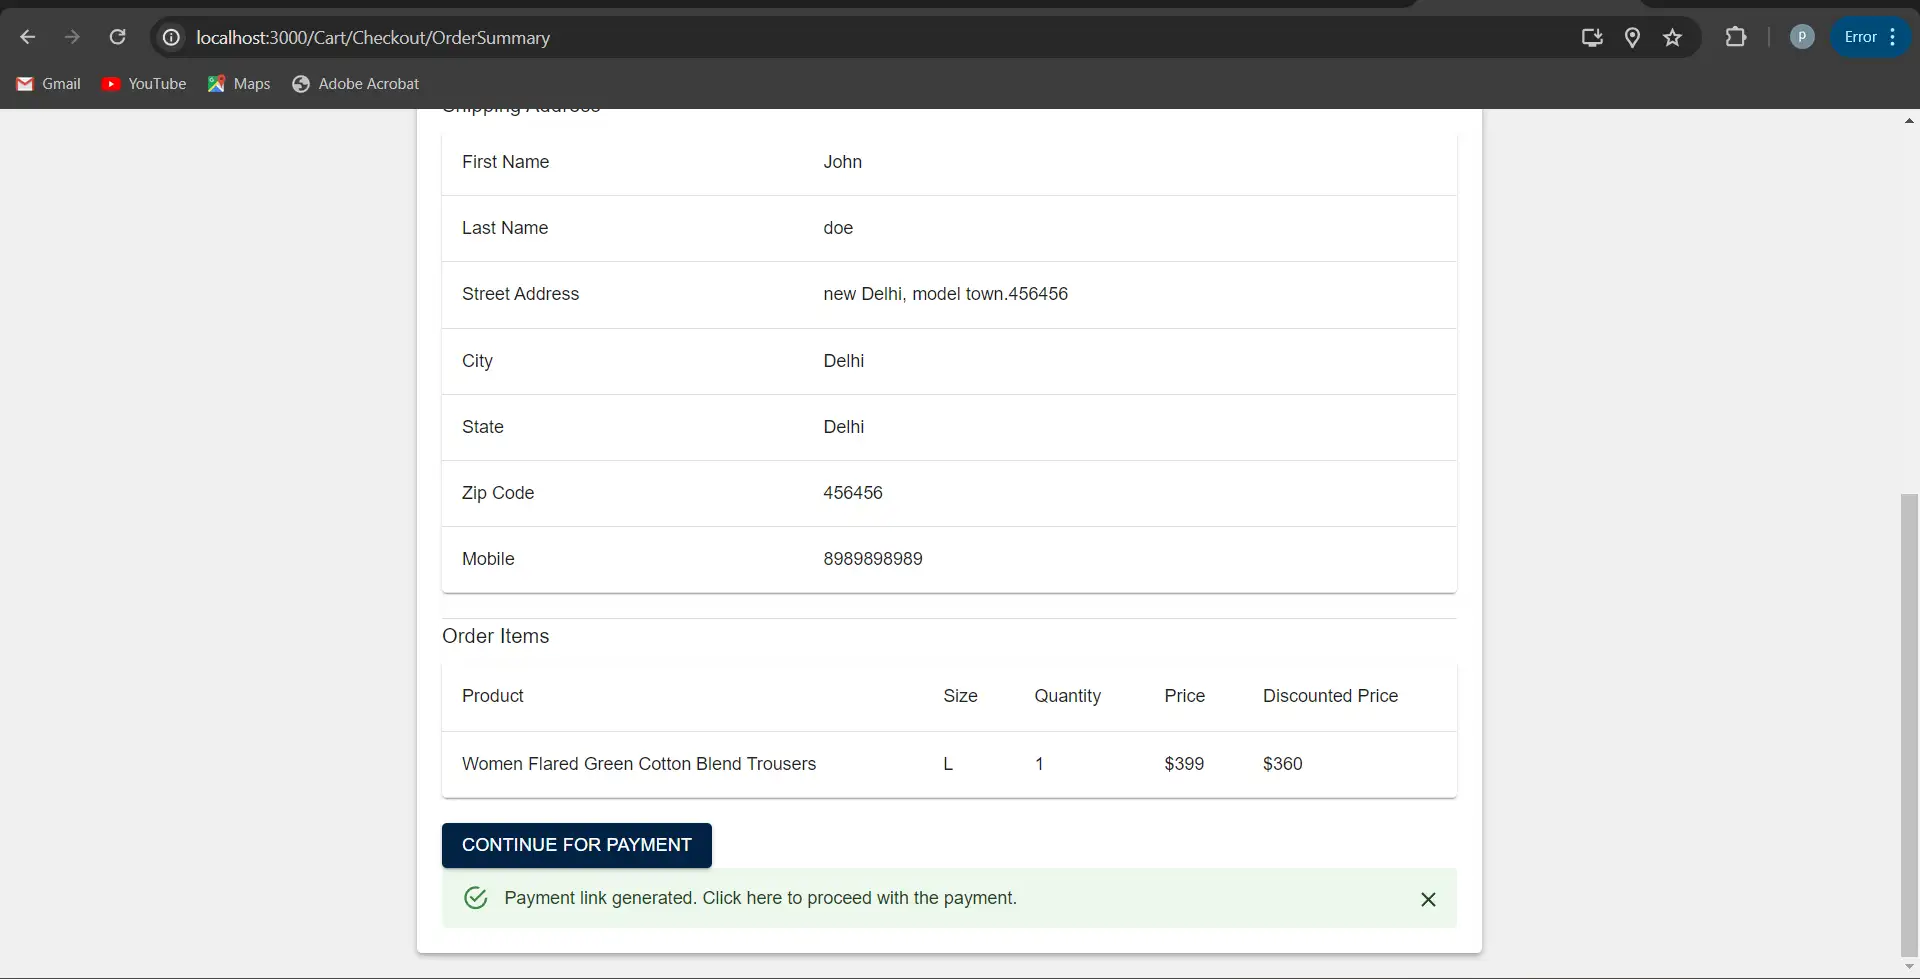 localhost:3000/Cart/Checkout/OrderSummary
P
Error
Gmail
YouTube
Maps
Adobe Acrobat
Shipping Address
First Name John
Last Name doe
Street Address new Delhi, model town.456456
City Delhi
State Delhi
Zip Code 456456
Mobile 8989898989
Order Items
Product Size Quantity Price Discounted Price
Women Flared Green Cotton Blend Trousers L 1 $399 $360
CONTINUE FOR PAYMENT
Payment link generated. Click here to proceed with the payment.